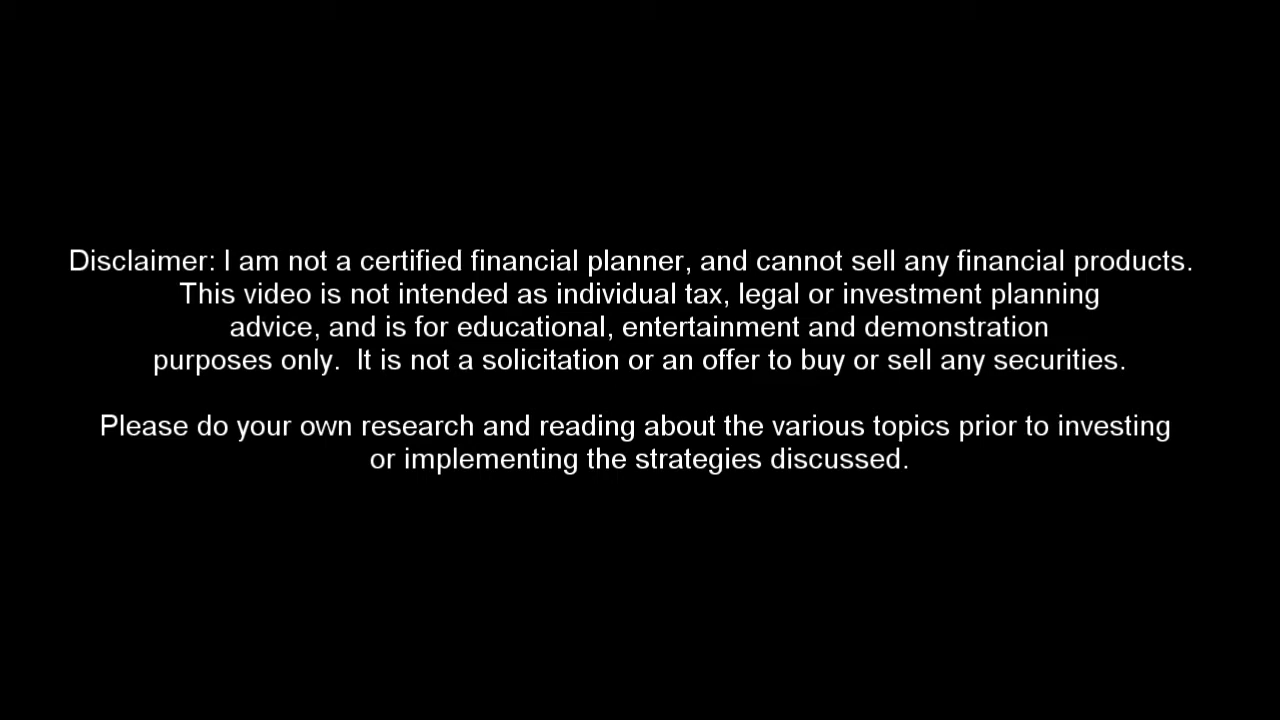 Disclaimer: I am not a certified financial planner, and cannot sell any financial products.
This video is not intended as individual tax, legal or investment planning
advice, and is for educational, entertainment and demonstration
purposes only.  It is not a solicitation or an offer to buy or sell any securities.
Please do your own research and reading about the various topics prior to investing
or implementing the strategies discussed.